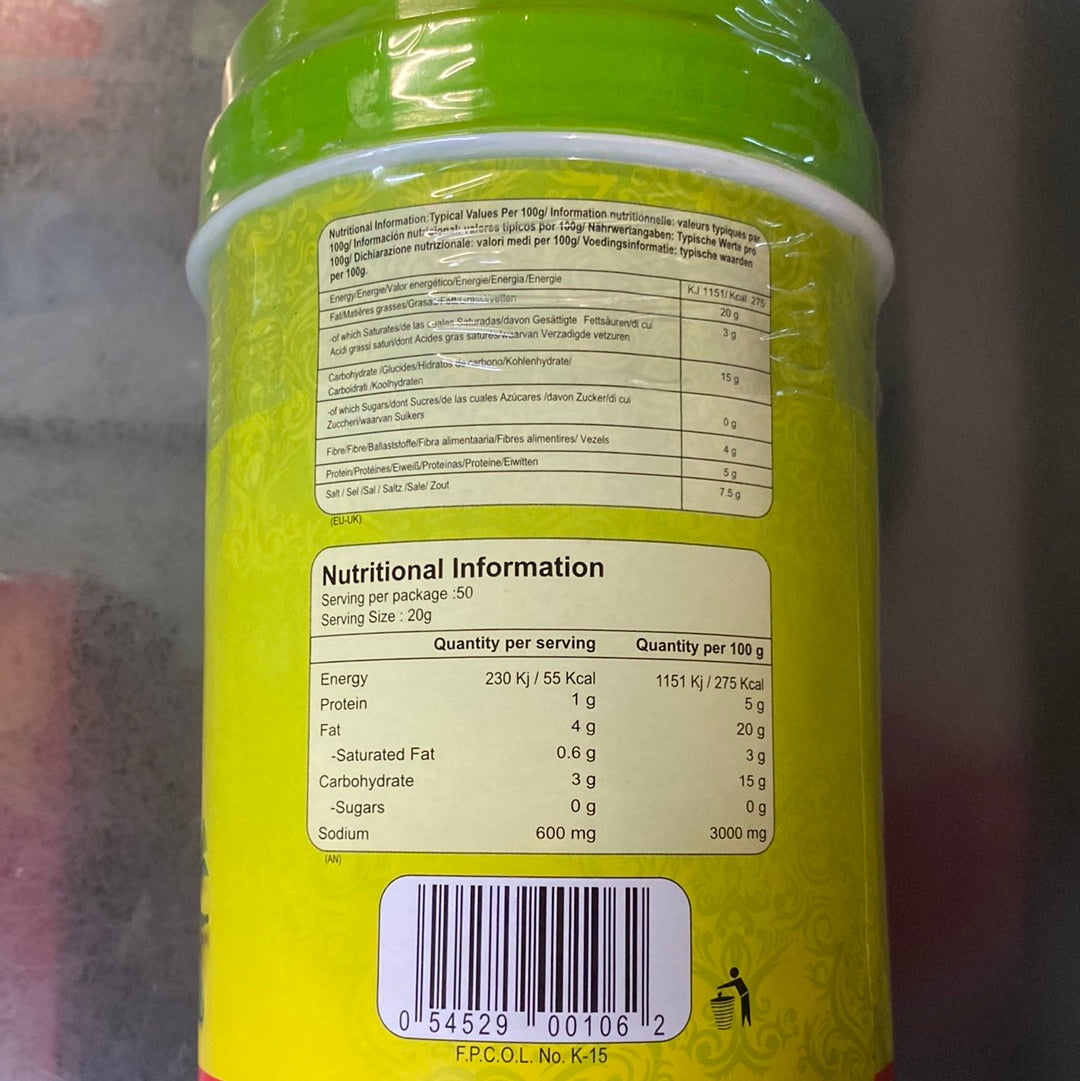 Nutritional Information:Typical Values Per 100g/ Information nutritionnelle: valeurs typiques par
100g/ Información valores típicos por 100g/ Nährwertangaben: Typische Werte pro
100g/ Dichiarazione nutrizionale: valori medi per 100g/ Voedingsinformatie: typische waarden
per 100g.
Energy/Energie/Valor energético/Énergie/Energia/Energie KJ 1151/ Kcal 275
Fat/Matières grasses/Grasas 20 g
-of which Saturates/de las cuales Saturadas/davon Gesättigte Fettsäuren/di cui
Acidi grassi saturi/dont Acides gras Verzadigde vetzuren 3 g
Carbohydrate /Glucides/Hidratos de carbono/Kohlenhydrate/
Carboidrati /Koolhydraten 15 g
-of which Sugars/dont Sucres/de las cuales Azúcares /davon Zucker/di cui
Zuccheri/waarvan Suikers 0 g
Fibre/Fibre/Ballaststoffe/Fibra alimentaaria/Fibres alimentires/ Vezels 4 g
Protein/Protéines/Eiweiß/Proteinas/Proteine/Eiwitten 5 g
Salt / Sel /Sal / Saltz /Sale/ Zout 7.5 g
(EU-UK)
Nutritional Information
Serving per package :50
Serving Size : 20g
Quantity per serving Quantity per 100 g
Energy 230 Kj / 55 Kcal 1151 Kj / 275 Kcal
Protein 1 g 5 g
Fat 4 g 20 g
-Saturated Fat 0.6 g 3 g
Carbohydrate 3 g 15 g
-Sugars 0 g 0 g
Sodium 600 mg 3000 mg
(AN)
0 54529 00106 2
F.P.C.O.L. No. K-15